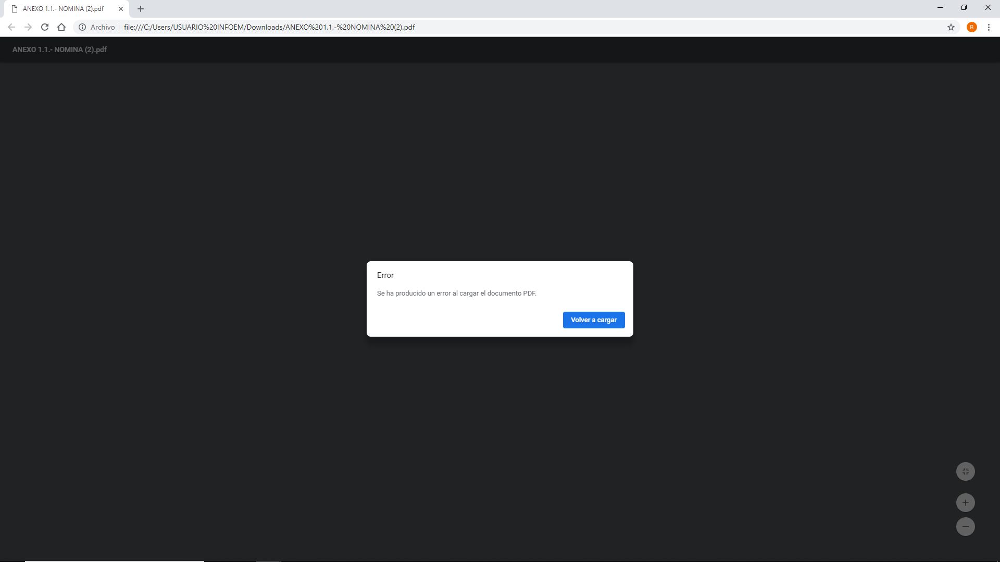 ANEXO 1.1.- NOMINA (2).pdf
Archivo
file:///C:/Users/USUARIO%20INFOEM/Downloads/ANEXO%201.1.-%20NOMINA%20(2).pdf
R
ANEXO 1.1.- NOMINA (2).pdf
Error
Se ha producido un error al cargar el documento PDF.
Volver a cargar